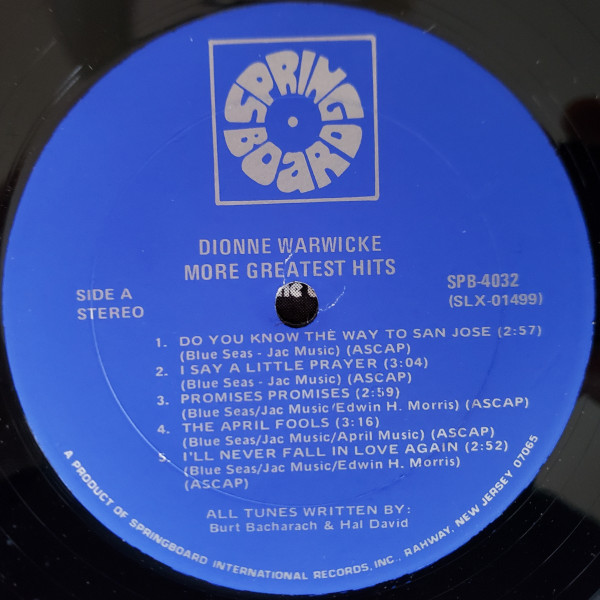 SPRING
BOARD
DIONNE WARWICKE
MORE GREATEST HITS
SIDE A
STEREO
SPB-4032
(SLX-01499)
1. DO YOU KNOW THE WAY TO SAN JOSE (2:57)
(Blue Seas - Jac Music) (ASCAP)
2. I SAY A LITTLE PRAYER (3:04)
(Blue Seas - Jac Music) (ASCAP)
3. PROMISES PROMISES (2:59)
(Blue Seas/Jac Music/Edwin H. Morris) (ASCAP)
4. THE APRIL FOOLS (3:16)
(Blue Seas/Jac Music/April Music) (ASCAP)
5. I'LL NEVER FALL IN LOVE AGAIN (2:52)
(Blue Seas/Jac Music/Edwin H. Morris)
(ASCAP)
ALL TUNES WRITTEN BY:
Burt Bacharach & Hal David
A PRODUCT OF SPRINGBOARD INTERNATIONAL RECORDS, INC., RAHWAY, NEW JERSEY 07065